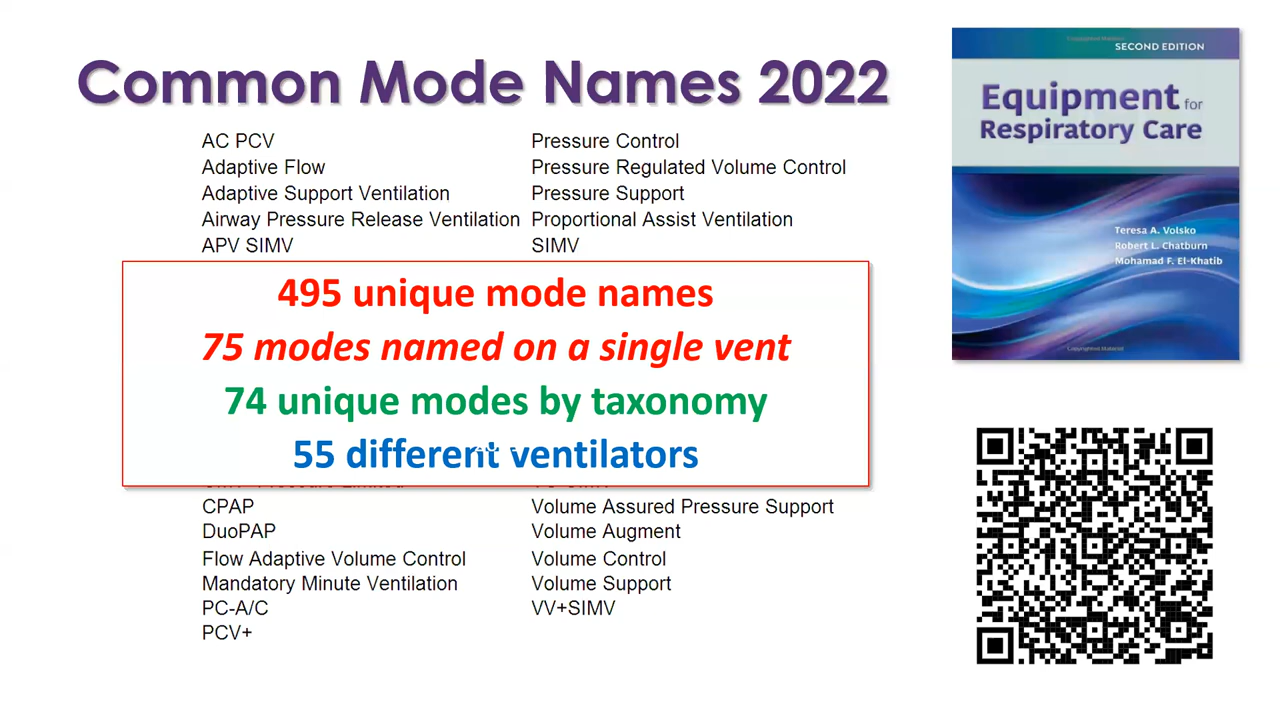 Common Mode Names 2022
AC PCV
Adaptive Flow
Adaptive Support Ventilation
Airway Pressure Release Ventilation
APV SIMV
Pressure Control
Pressure Regulated Volume Control
Pressure Support
Proportional Assist Ventilation
SIMV
495 unique mode names
75 modes named on a single vent
74 unique modes by taxonomy
55 different ventilators
CPAP
DuoPAP
Flow Adaptive Volume Control
Mandatory Minute Ventilation
PC-A/C
PCV+
Volume Assured Pressure Support
Volume Augment
Volume Control
Volume Support
VV+SIMV
Copyrighted Material
SECOND EDITION
Equipment for
Respiratory Care
Teresa A. Volsko
Robert L. Chatburn
Mohamad F. El-Khatib
Copyrighted Material